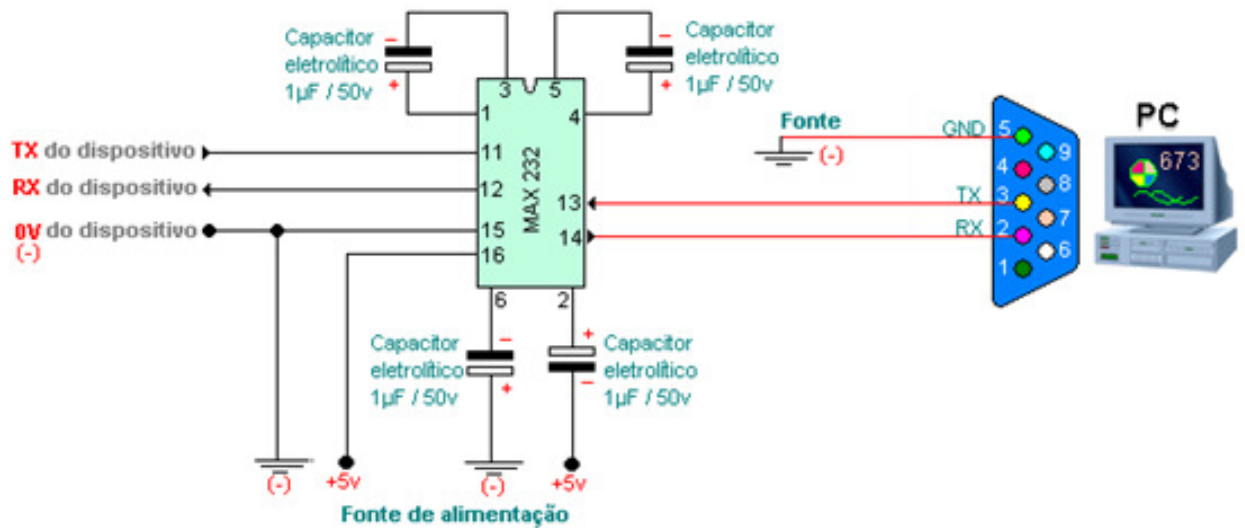 Capacitor
eletrolítico
1µF / 50v
−
+
−
+
Capacitor
eletrolítico
1µF / 50v
3
5
1
4
MAX 232
TX do dispositivo
11
RX do dispositivo
12
0V do dispositivo
(-)
15
16
13
14
6
2
Fonte
(-)
GND
TX
RX
5
4
3
2
1
9
8
7
6
PC
673
Capacitor
eletrolítico
1µF / 50v
−
+
+
−
Capacitor
eletrolítico
1µF / 50v
(-)
+5v
(-)
+5v
Fonte de alimentação